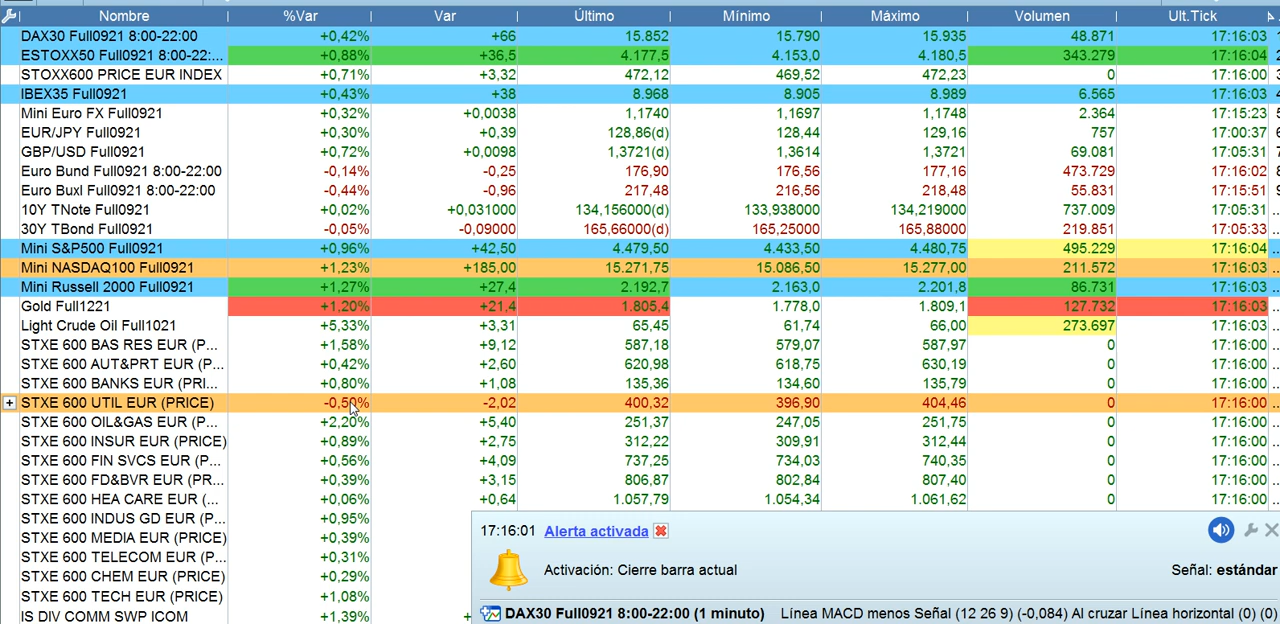 Nombre %Var Var Último Mínimo Máximo Volumen Ult.Tick
DAX30 Full0921 8:00-22:00 +0,42% +66 15.852 15.790 15.935 48.871 17:16:03
ESTOXX50 Full0921 8:00-22:... +0,88% +36,5 4.177,5 4.153,0 4.180,5 343.279 17:16:04
STOXX600 PRICE EUR INDEX +0,71% +3,32 472,12 469,52 472,23 0 17:16:00
IBEX35 Full0921 +0,43% +38 8.968 8.905 8.989 6.565 17:16:03
Mini Euro FX Full0921 +0,32% +0,0038 1,1740 1,1697 1,1748 2.364 17:15:23
EUR/JPY Full0921 +0,30% +0,39 128,86(d) 128,44 129,16 757 17:00:37
GBP/USD Full0921 +0,72% +0,0098 1,3721(d) 1,3614 1,3721 69.081 17:05:31
Euro Bund Full0921 8:00-22:00 -0,14% -0,25 176,90 176,56 177,16 473.729 17:16:02
Euro Buxl Full0921 8:00-22:00 -0,44% -0,96 217,48 216,56 218,48 55.831 17:15:51
10Y TNote Full0921 +0,02% +0,031000 134,156000(d) 133,938000 134,219000 737.009 17:05:31
30Y TBond Full0921 -0,05% -0,09000 165,66000(d) 165,25000 165,88000 219.851 17:05:33
Mini S&P500 Full0921 +0,96% +42,50 4.479,50 4.433,50 4.480,75 495.229 17:16:04
Mini NASDAQ100 Full0921 +1,23% +185,00 15.271,75 15.086,50 15.277,00 211.572 17:16:03
Mini Russell 2000 Full0921 +1,27% +27,4 2.192,7 2.163,0 2.201,8 86.731 17:16:03
Gold Full1221 +1,20% +21,4 1.805,4 1.778,0 1.809,1 127.732 17:16:03
Light Crude Oil Full1021 +5,33% +3,31 65,45 61,74 66,00 273.697 17:16:03
STXE 600 BAS RES EUR (P... +1,58% +9,12 587,18 579,07 587,97 0 17:16:00
STXE 600 AUT&PRT EUR (P... +0,42% +2,60 620,98 618,75 630,19 0 17:16:00
STXE 600 BANKS EUR (PRI... +0,80% +1,08 135,36 134,60 135,79 0 17:16:00
STXE 600 UTIL EUR (PRICE) -0,50% -2,02 400,32 396,90 404,46 0 17:16:00
STXE 600 OIL&GAS EUR (P... +2,20% +5,40 251,37 247,05 251,75 0 17:16:00
STXE 600 INSUR EUR (PRICE) +0,89% +2,75 312,22 309,91 312,44 0 17:16:00
STXE 600 FIN SVCS EUR (P... +0,56% +4,09 737,25 734,03 740,35 0 17:16:00
STXE 600 FD&BVR EUR (PR... +0,39% +3,15 806,87 802,84 807,40 0 17:16:00
STXE 600 HEA CARE EUR (... +0,06% +0,64 1.057,79 1.054,34 1.061,62 0 17:16:00
STXE 600 INDUS GD EUR (P... +0,95%
STXE 600 MEDIA EUR (PRICE) +0,39%
STXE 600 TELECOM EUR (P... +0,31%
STXE 600 CHEM EUR (PRICE) +0,29%
STXE 600 TECH EUR (PRICE) +1,08%
IS DIV COMM SWP ICOM +1,39% +
17:16:01 Alerta activada
Activación: Cierre barra actual Señal: estándar
DAX30 Full0921 8:00-22:00 (1 minuto) Línea MACD menos Señal (12 26 9) (-0,084) Al cruzar Línea horizontal (0) (0)